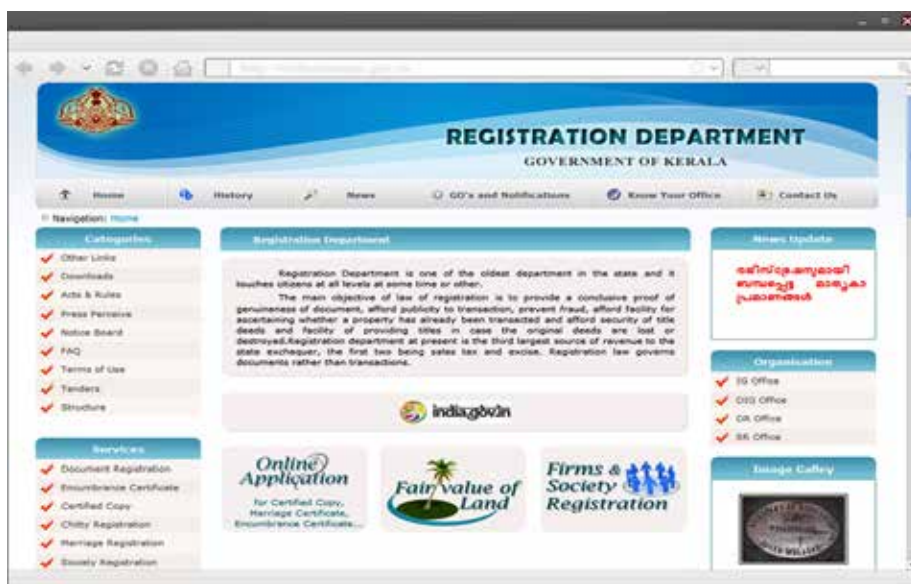 REGISTRATION DEPARTMENT
GOVERNMENT OF KERALA
Home
History
News
GO's and Notifications
Know Your Office
Contact Us
Navigation: Home
Categories
Other Links
Downloads
Acts & Rules
Press Perceive
Notice Board
FAQ
Terms of Use
Tenders
Structure
Services
Document Registration
Encumbrance Certificate
Certified Copy
Chitty Registration
Marriage Registration
Society Registration
Registration Department
Registration Department is one of the oldest department in the state and it
touches citizens at all levels at some time or other.
The main objective of law of registration is to provide a conclusive proof of
genuineness of document, afford publicity to transaction, prevent fraud, afford facility for
ascertaining whether a property has already been transacted and afford security of title
deeds and facility of providing titles in case the original deeds are lost or
destroyed.Registration department at present is the third largest source of revenue to the
state exchequer, the first two being sales tax and excise. Registration law governs
documents rather than transactions.
india.gov.in
Online
Application
for Certified Copy,
Marriage Certificate,
Encumbrance Certificate...
Fair value of
Land
Firms &
Society
Registration
News Update
രജിസ്ട്രേഷനുമായി
ബന്ധപ്പെട്ട മാതൃകാ
പ്രമാണങ്ങൾ
Organisation
IG Office
DIG Office
DR Office
SR Office
Image Galley